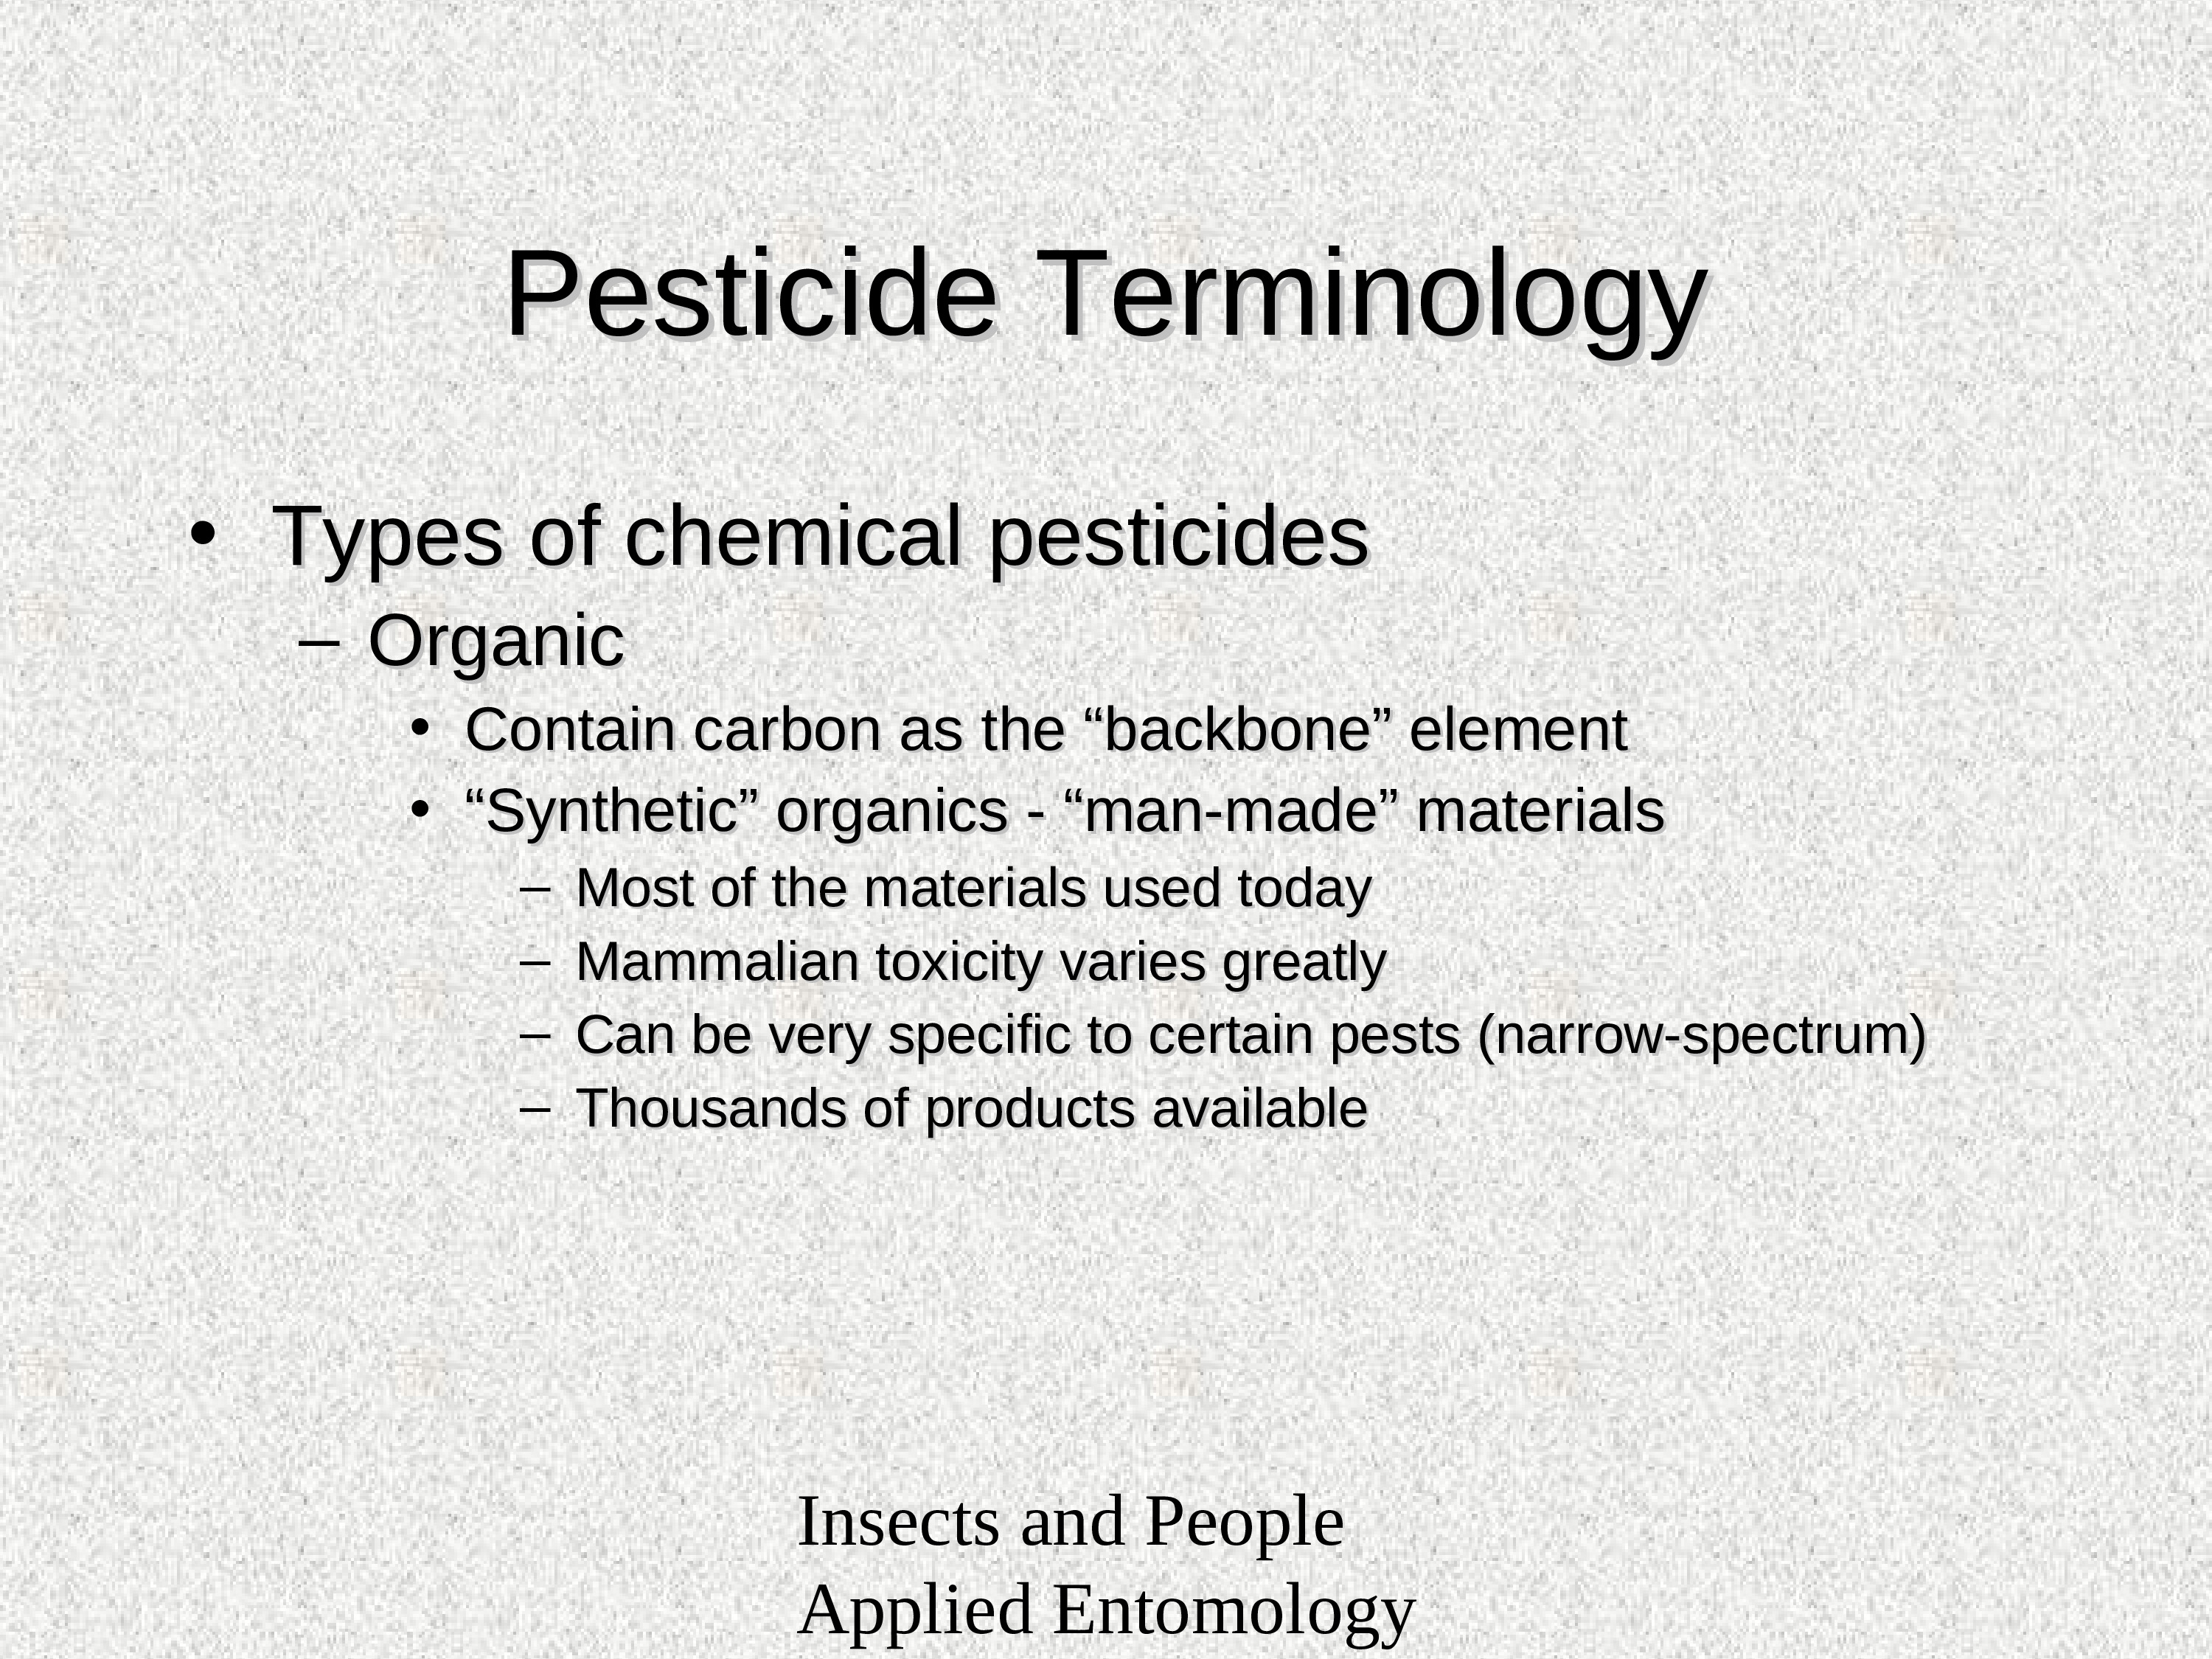 Pesticide Terminology
• Types of chemical pesticides
– Organic
• Contain carbon as the “backbone” element
• “Synthetic” organics - “man-made” materials
– Most of the materials used today
– Mammalian toxicity varies greatly
– Can be very specific to certain pests (narrow-spectrum)
– Thousands of products available
Insects and People
Applied Entomology